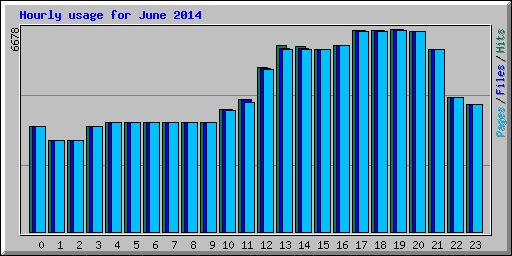 Hourly usage for June 2014
6678
Pages/Files/Hits
0 1 2 3 4 5 6 7 8 9 10 11 12 13 14 15 16 17 18 19 20 21 22 23